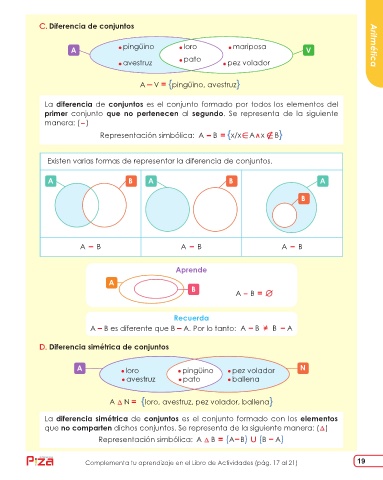 Aritmética
C. Diferencia de conjuntos
A
• pingüino • loro • mariposa
V
• avestruz • pato • pez volador
A – V = {pingüino, avestruz}
La diferencia de conjuntos es el conjunto formado por todos los elementos del
primer conjunto que no pertenecen al segundo. Se representa de la siguiente
manera: (–)
Representación simbólica: A – B = {x/x ∈ A ∧ x ∉ B}
Existen varias formas de representar la diferencia de conjuntos.
A B A B A
B
A – B A – B A – B
Aprende
A
B
A – B = ∅
Recuerda
A – B es diferente que B – A. Por lo tanto: A – B ≠ B – A
D. Diferencia simétrica de conjuntos
A
• loro • pingüino • pez volador
N
• avestruz • pato • ballena
A △ N = {loro, avestruz, pez volador, ballena}
La diferencia simétrica de conjuntos es el conjunto formado con los elementos
que no comparten dichos conjuntos. Se representa de la siguiente manera: (△)
Representación simbólica: A △ B = (A–B) ∪ (B – A)
Piza
Complementa tu aprendizaje en el Libro de Actividades (pág. 17 al 21)
19